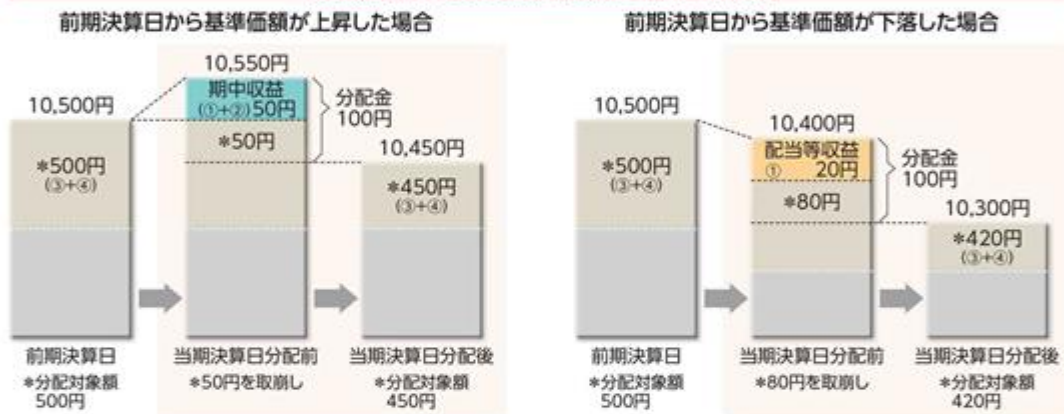 前期決算日から基準価額が上昇した場合
10,550円
10,500円
期中収益
(①+②)50円
分配金
100円
*500円
(③+④)
*50円
10,450円
*450円
(③+④)
前期決算日
当期決算日分配前
当期決算日分配後
*分配対象額
500円
*50円を取崩し
*分配対象額
450円
前期決算日から基準価額が下落した場合
10,500円
10,400円
配当等収益
① 20円
分配金
100円
*500円
(③+④)
*80円
10,300円
*420円
(③+④)
前期決算日
当期決算日分配前
当期決算日分配後
*分配対象額
500円
*80円を取崩し
*分配対象額
420円